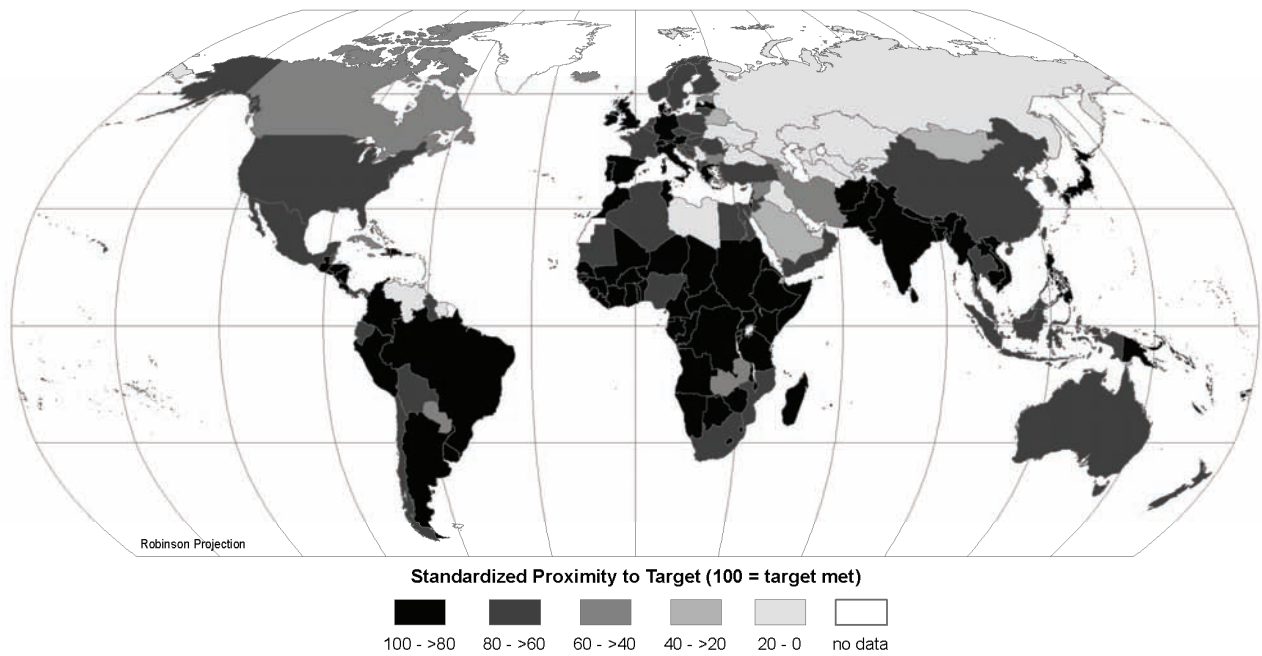 Robinson Projection
Standardized Proximity to Target (100 = target met)
100 - >80 80 - >60 60 - >40 40 - >20 20 - 0 no data